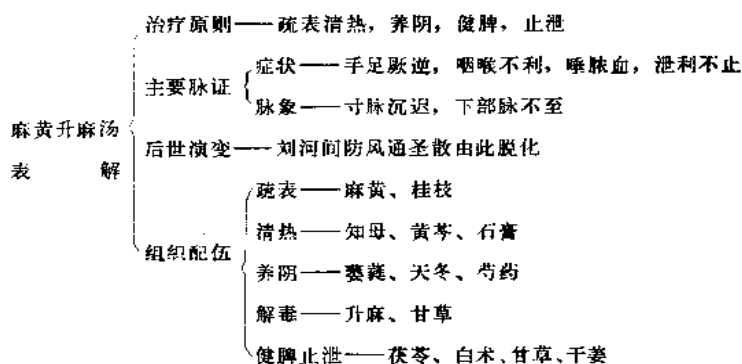 治疗原则——疏表清热，养阴，健脾，止泄
主要脉证
症状——手足厥逆，咽喉不利，唾脓血，泄利不止
脉象——寸脉沉迟，下部脉不至
麻黄升麻汤
表 解
后世演变——刘河间防风通圣散由此脱化
组织配伍
疏表——麻黄、桂枝
清热——知母、黄芩、石膏
养阴——葳蕤、天冬、芍药
解毒——升麻、甘草
健脾止泄——茯苓、白术、甘草、干姜